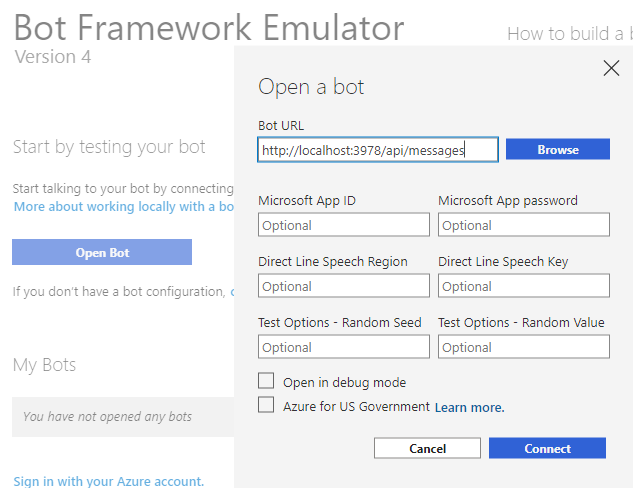 Bot Framework Emulator
Version 4
How to build a b
Start by testing your bot
Start talking to your bot by connecting
More about working locally with a bo
Open Bot
If you don't have a bot configuration,
My Bots
You have not opened any bots
Sign in with your Azure account.
Open a bot
Bot URL
http://localhost:3978/api/messages
Browse
Microsoft App ID
Microsoft App password
Optional
Optional
Direct Line Speech Region
Direct Line Speech Key
Optional
Optional
Test Options - Random Seed
Test Options - Random Value
Optional
Optional
Open in debug mode
Azure for US Government Learn more.
Cancel
Connect